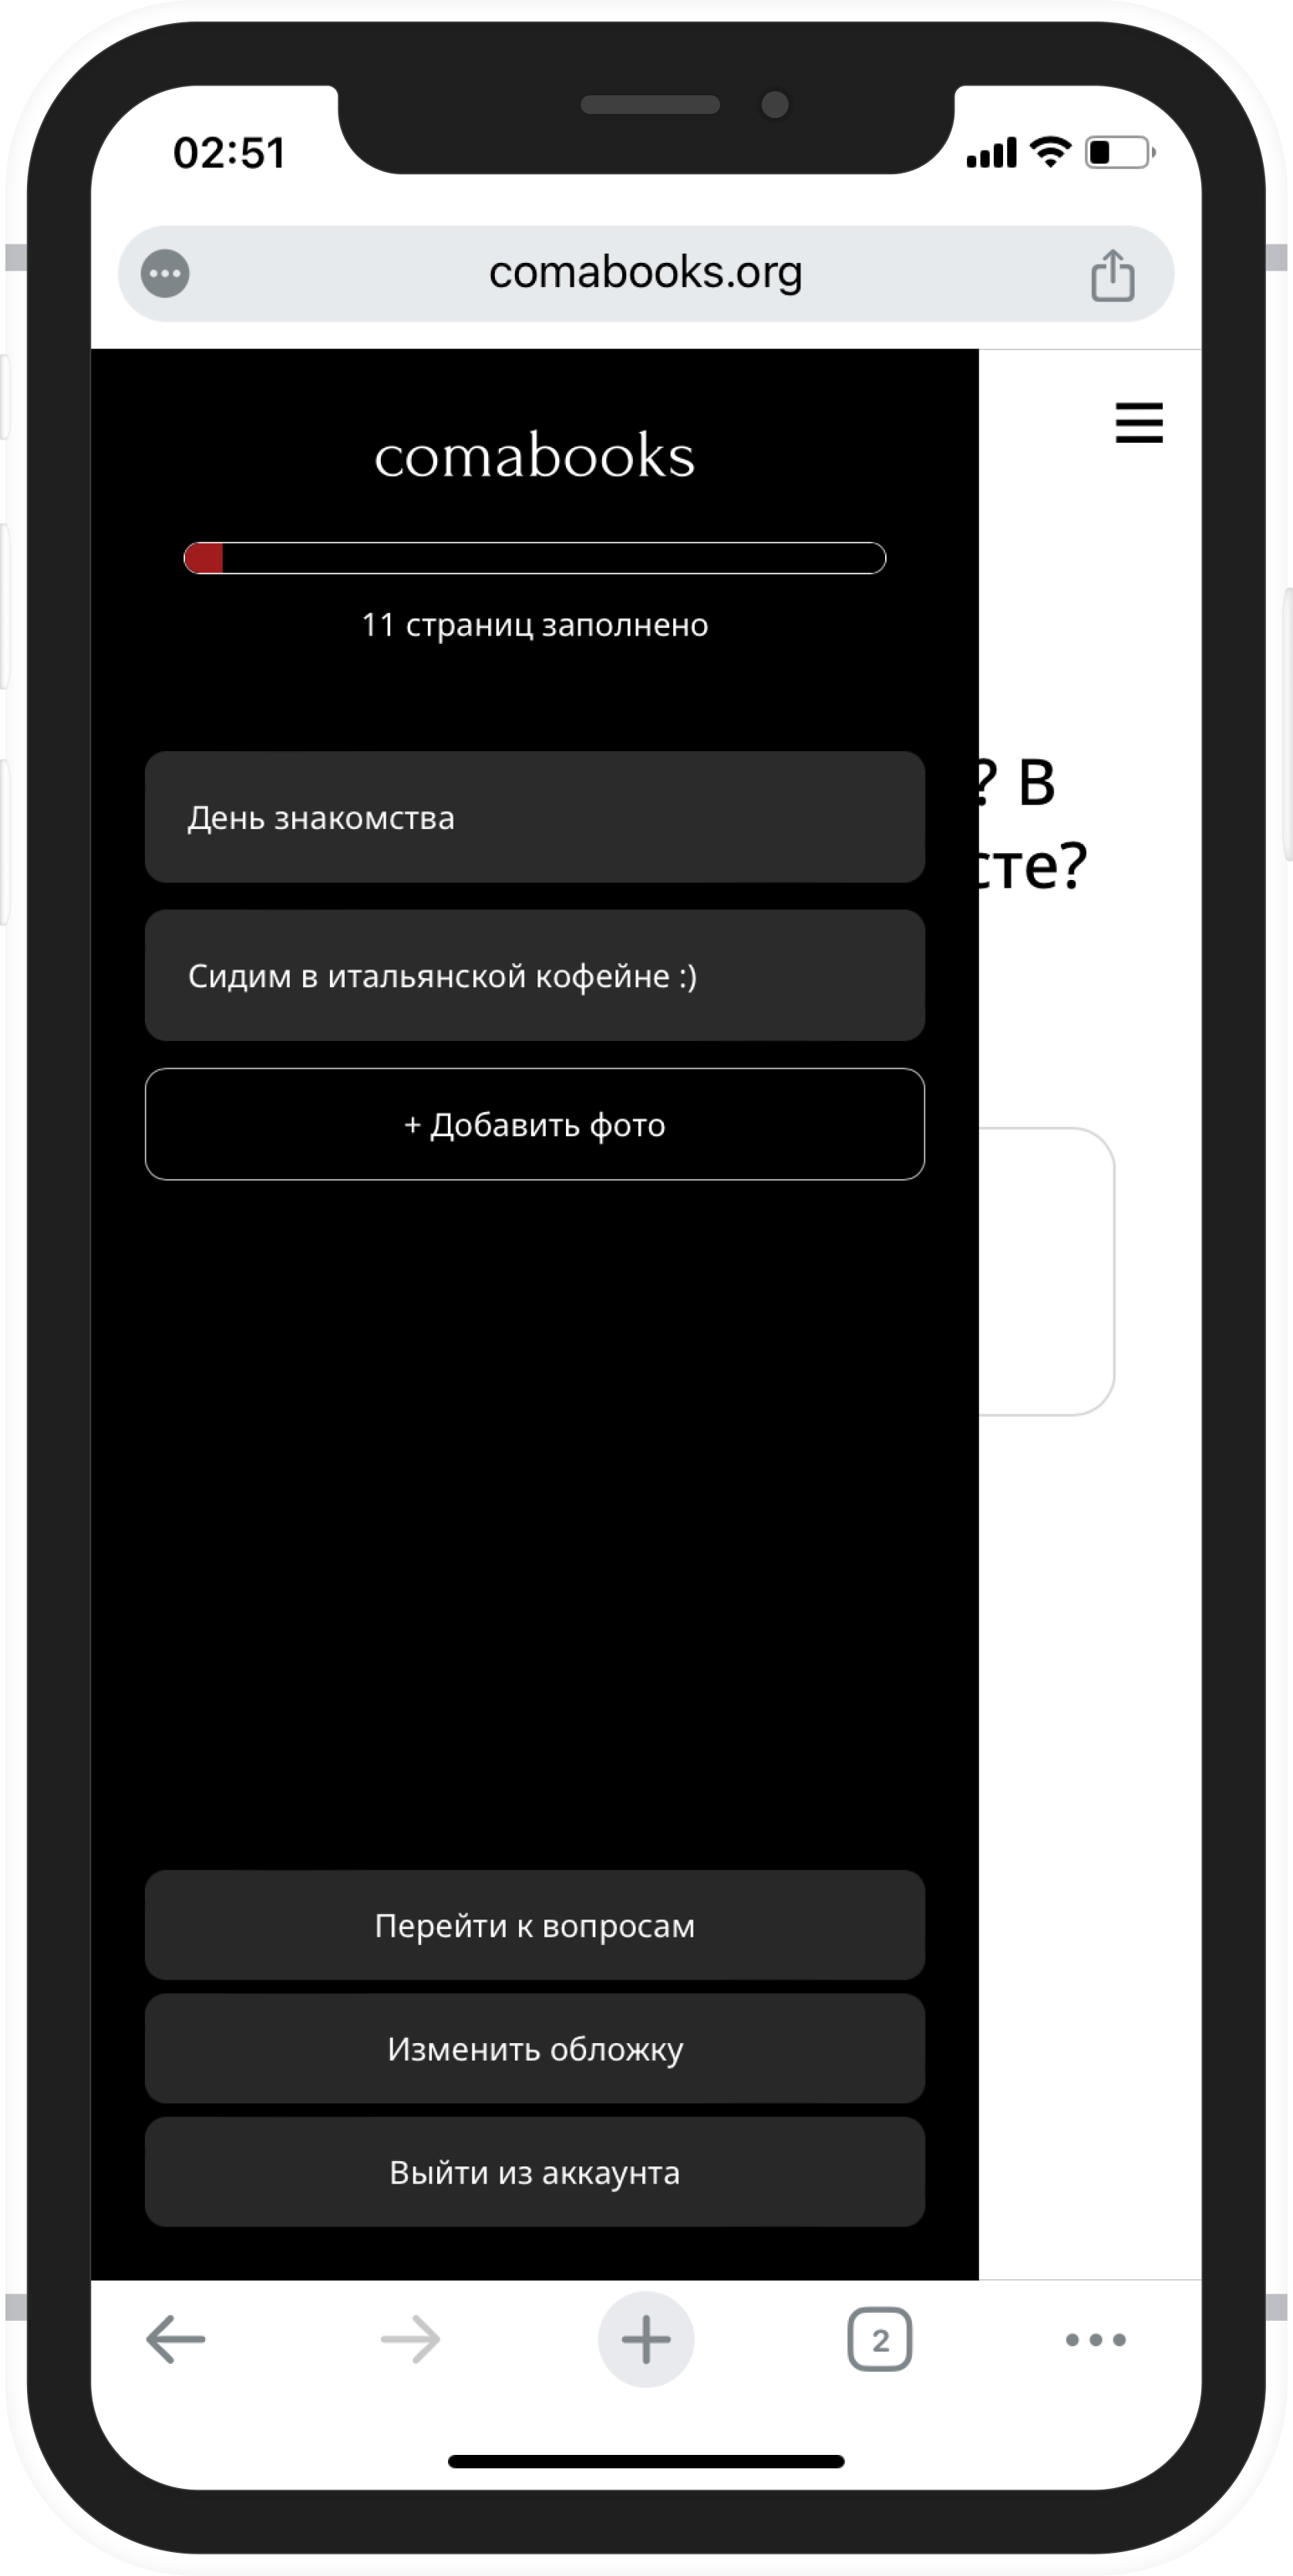 02:51
comabooks.org
comabooks
11 страниц заполнено
День знакомства
? В
сте?
Сидим в итальянской кофейне :)
+ Добавить фото
Перейти к вопросам
Изменить обложку
Выйти из аккаунта
2